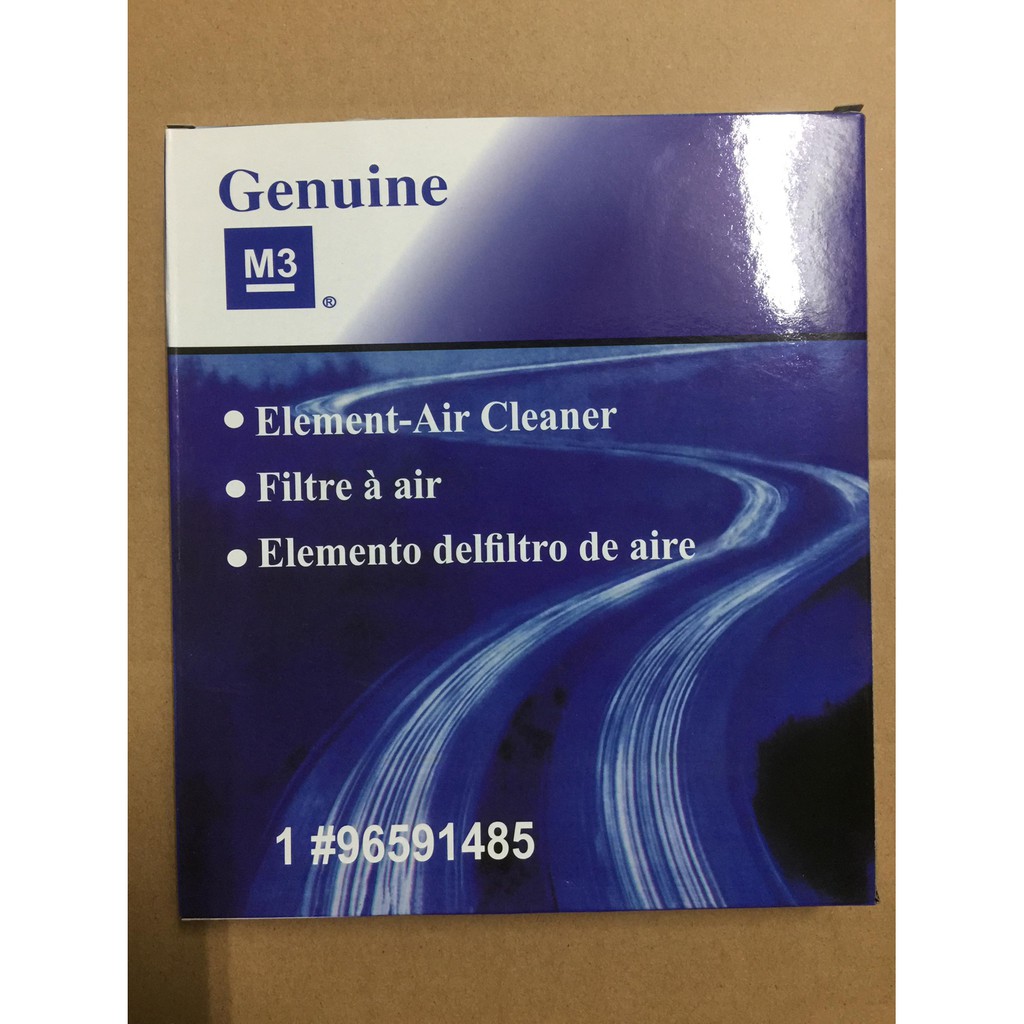 Genuine
M3
®
• Element-Air Cleaner
• Filtre à air
• Elemento delfiltro de aire
1 #96591485